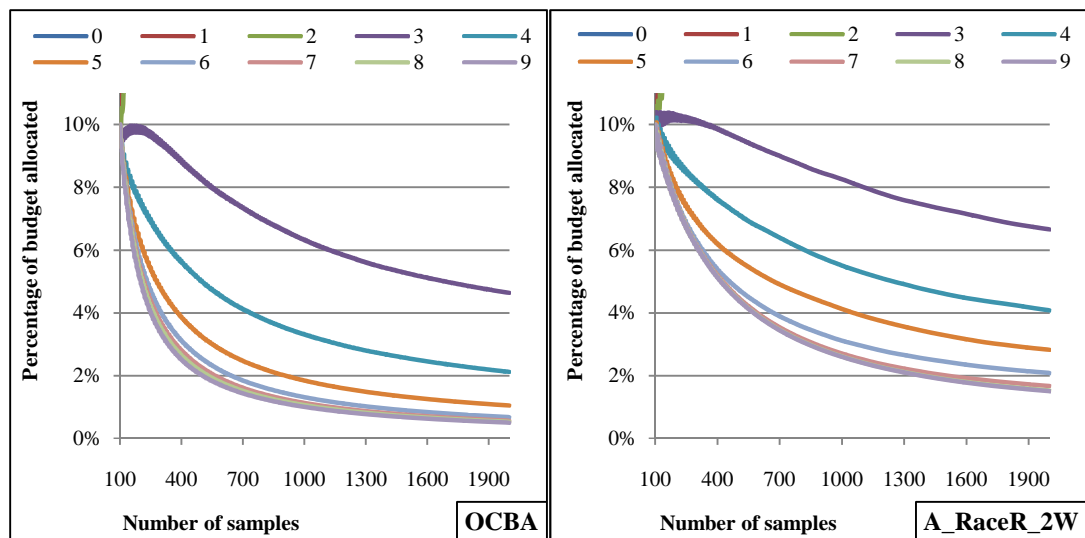 0 1 2 3 4
5 6 7 8 9
Percentage of budget allocated
10%
8%
6%
4%
2%
0%
100 400 700 1000 1300 1600 1900
Number of samples
OCBA
0 1 2 3 4
5 6 7 8 9
Percentage of budget allocated
10%
8%
6%
4%
2%
0%
100 400 700 1000 1300 1600 1900
Number of samples
A_RaceR_2W